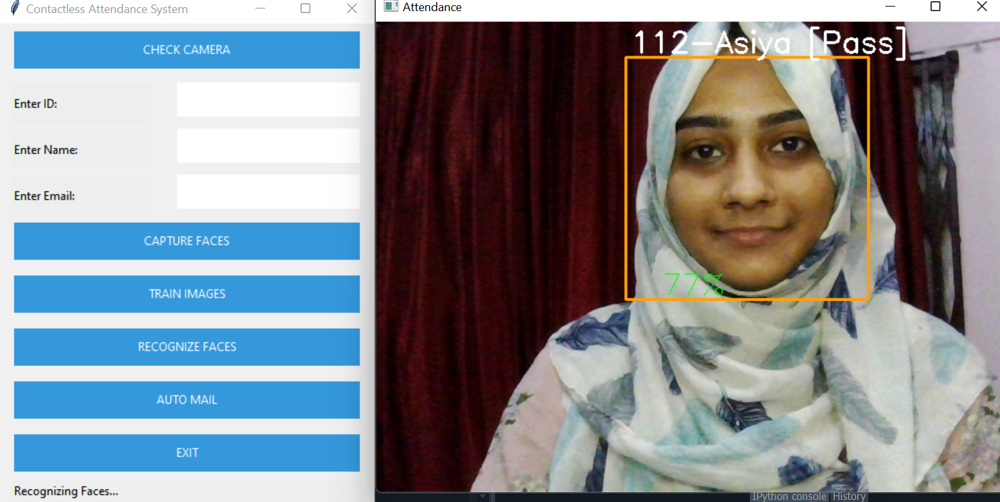 Contactless Attendance System
CHECK CAMERA
Enter ID:
Enter Name:
Enter Email:
CAPTURE FACES
TRAIN IMAGES
RECOGNIZE FACES
AUTO MAIL
EXIT
Recognizing Faces...
Attendance
112-Asiya [Pass]
77%
IPython console History